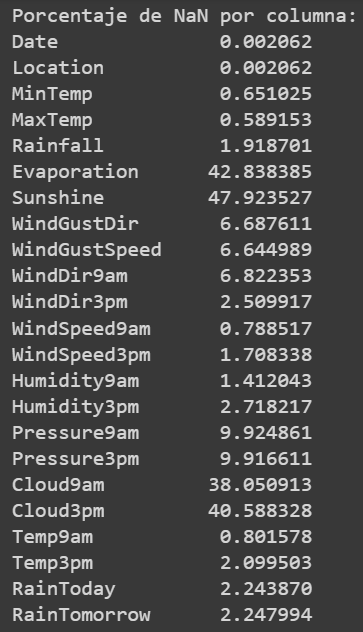 Porcentaje de NaN por columna:
Date 0.002062
Location 0.002062
MinTemp 0.651025
MaxTemp 0.589153
Rainfall 1.918701
Evaporation 42.838385
Sunshine 47.923527
WindGustDir 6.687611
WindGustSpeed 6.644989
WindDir9am 6.822353
WindDir3pm 2.509917
WindSpeed9am 0.788517
WindSpeed3pm 1.708338
Humidity9am 1.412043
Humidity3pm 2.718217
Pressure9am 9.924861
Pressure3pm 9.916611
Cloud9am 38.050913
Cloud3pm 40.588328
Temp9am 0.801578
Temp3pm 2.099503
RainToday 2.243870
RainTomorrow 2.247994